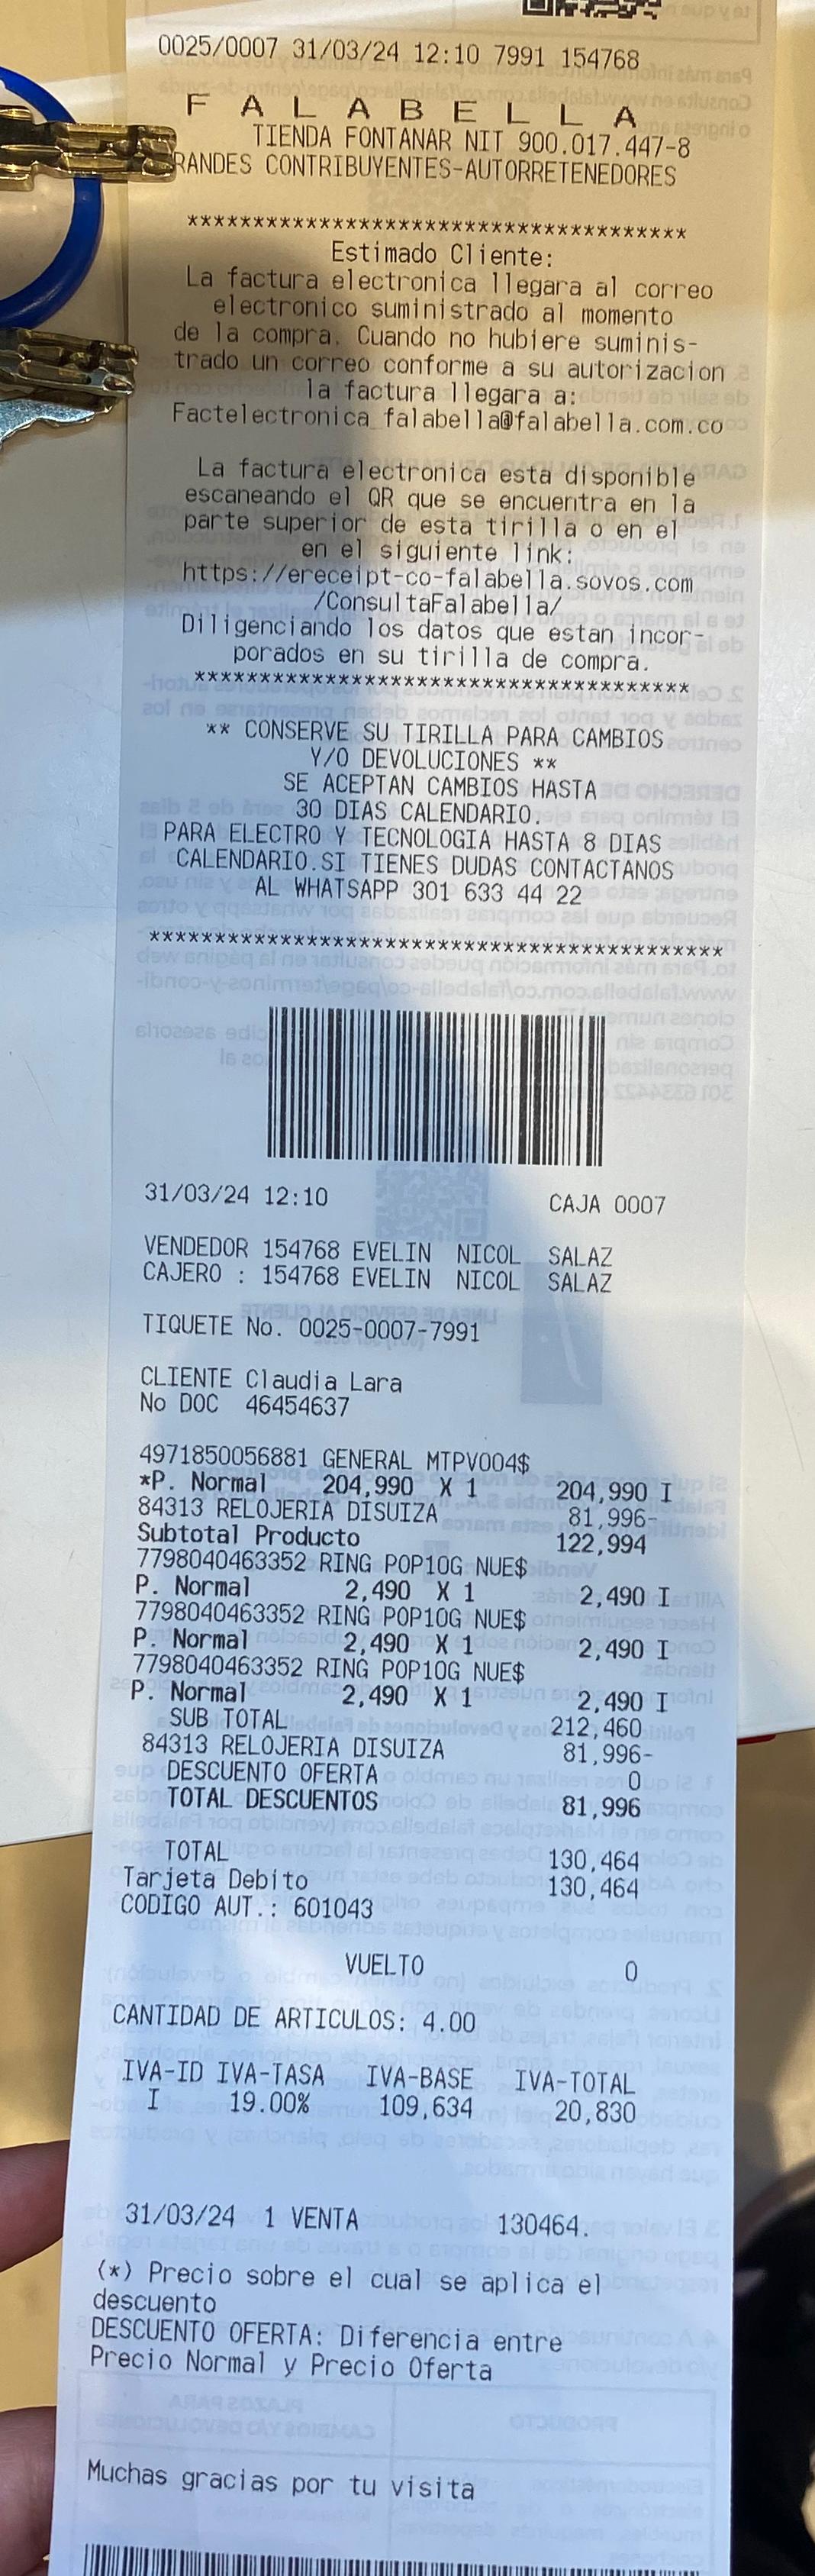 0025/0007 31/03/24 12:10 7991 154768
F A L A B E L L A
TIENDA FONTANAR NIT 900.017.447-8
RANDES CONTRIBUYENTES-AUTORRETENEDORES
**************************************
Estimado Cliente:
La factura electronica llegara al correo
electronico suministrado al momento
de la compra. Cuando no hubiere suminis-
trado un correo conforme a su autorizacion
la factura llegara a:
Factelectronica_falabella@falabella.com.co
La factura electronica esta disponible
escaneando el QR que se encuentra en la
parte superior de esta tirilla o en el
en el siguiente link:
https://ereceipt-co-falabella.sovos.com
/ConsultaFalabella/
Diligenciando los datos que estan incor-
porados en su tirilla de compra.
**************************************
** CONSERVE SU TIRILLA PARA CAMBIOS
Y/O DEVOLUCIONES **
SE ACEPTAN CAMBIOS HASTA
30 DIAS CALENDARIO.
PARA ELECTRO Y TECNOLOGIA HASTA 8 DIAS
CALENDARIO.SI TIENES DUDAS CONTACTANOS
AL WHATSAPP 301 633 44 22
********************************************
31/03/24 12:10 CAJA 0007
VENDEDOR 154768 EVELIN NICOL SALAZ
CAJERO : 154768 EVELIN NICOL SALAZ
TIQUETE No. 0025-0007-7991
CLIENTE Claudia Lara
No DOC 46454637
4971850056881 GENERAL MTPV004$
*P. Normal 204,990 X 1 204,990 I
84313 RELOJERIA DISUIZA 81,996-
Subtotal Producto 122,994
7798040463352 RING POP10G NUE$
P. Normal 2,490 X 1 2,490 I
7798040463352 RING POP10G NUE$
P. Normal 2,490 X 1 2,490 I
7798040463352 RING POP10G NUE$
P. Normal 2,490 X 1 2,490 I
SUB TOTAL 212,460
84313 RELOJERIA DISUIZA 81,996-
DESCUENTO OFERTA 0
TOTAL DESCUENTOS 81,996
TOTAL 130,464
Tarjeta Debito 130,464
CODIGO AUT.: 601043
VUELTO 0
CANTIDAD DE ARTICULOS: 4.00
IVA-ID IVA-TASA IVA-BASE IVA-TOTAL
I 19.00% 109,634 20,830
31/03/24 1 VENTA 130464.
(*) Precio sobre el cual se aplica el
descuento
DESCUENTO OFERTA: Diferencia entre
Precio Normal y Precio Oferta
Muchas gracias por tu visita